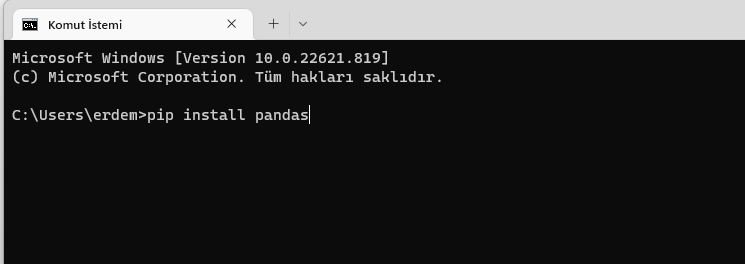 Komut İstemi
Microsoft Windows [Version 10.0.22621.819]
(c) Microsoft Corporation. Tüm hakları saklıdır.
C:\Users\erdem>pip install pandas